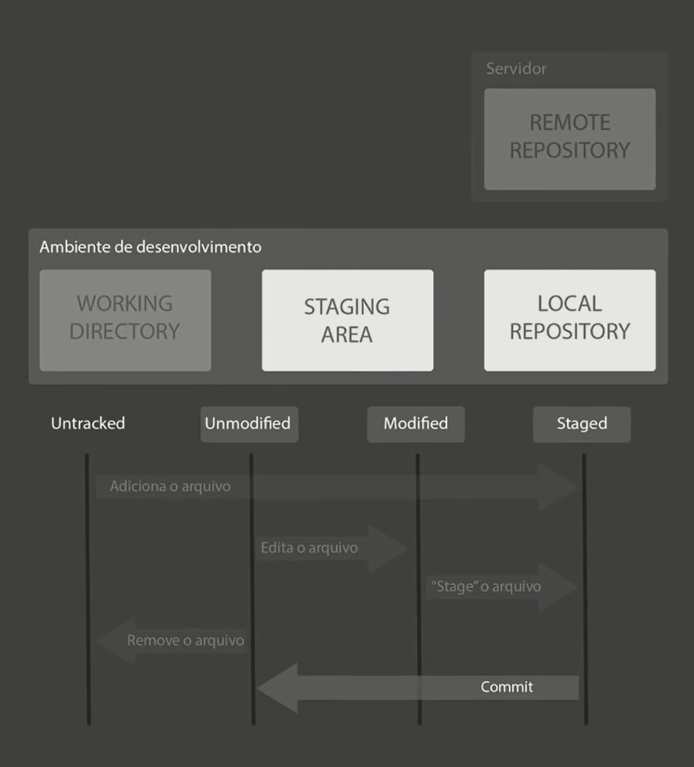 Servidor
REMOTE
REPOSITORY
Ambiente de desenvolvimento
WORKING
DIRECTORY
STAGING
AREA
LOCAL
REPOSITORY
Untracked
Unmodified
Modified
Staged
Adiciona o arquivo
Edita o arquivo
“Stage” o arquivo
Remove o arquivo
Commit